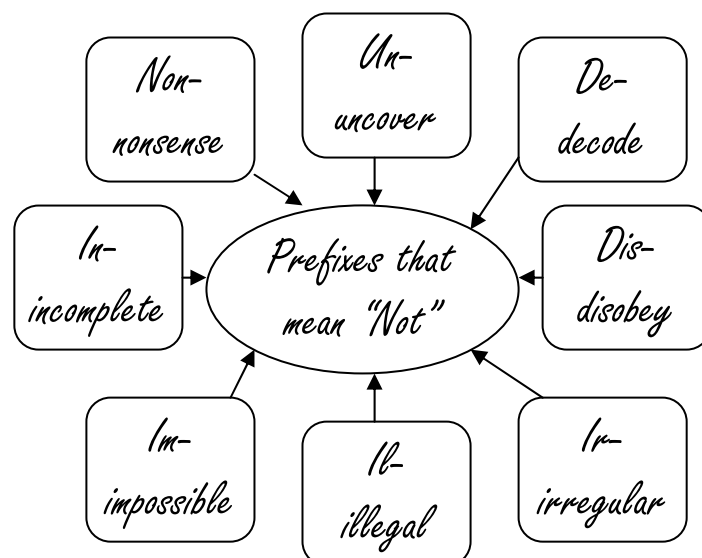 Non-
nonsense
Un-
uncover
De-
decode
In-
incomplete
Prefixes that
mean “Not”
Dis-
disobey
Im-
impossible
Il-
illegal
Ir-
irregular